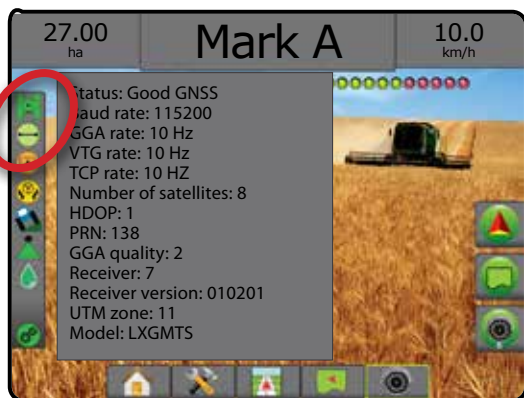 27.00
ha
Mark A
10.0
km/h
Status: Good GNSS
Baud rate: 115200
GGA rate: 10 Hz
VTG rate: 10 Hz
TCP rate: 10 HZ
Number of satellites: 8
HDOP: 1
PRN: 138
GGA quality: 2
Receiver: 7
Receiver version: 010201
UTM zone: 11
Model: LXGMTS